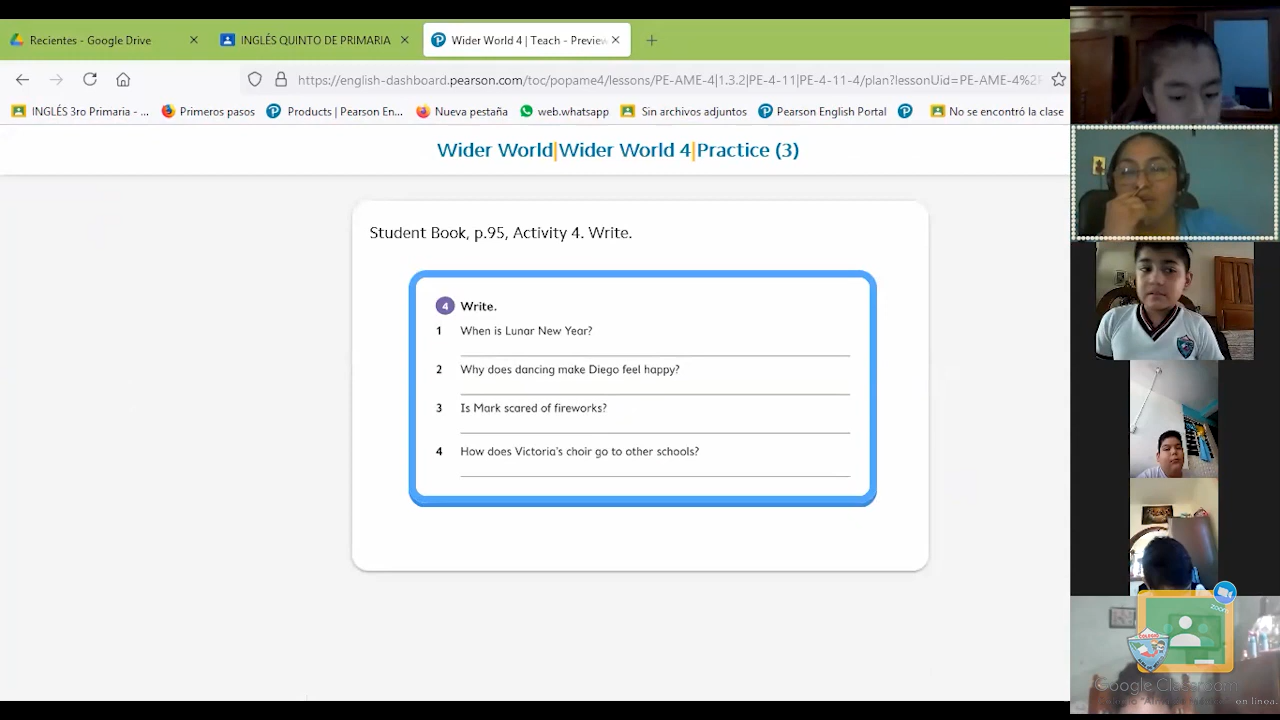 Recientes - Google Drive
INGLÉS QUINTO DE PRIMARIA
Wider World 4 | Teach - Preview
https://english-dashboard.pearson.com/toc/popame4/lessons/PE-AME-4|1.3.2|PE-4-11|PE-4-11-4/plan?lessonUid=PE-AME-4%2F
INGLÉS 3ro Primaria - ...
Primeros pasos
Products | Pearson En...
Nueva pestaña
web.whatsapp
Sin archivos adjuntos
Pearson English Portal
No se encontró la clase
Wider World|Wider World 4|Practice (3)
Student Book, p.95, Activity 4. Write.
4 Write.
1 When is Lunar New Year?
2 Why does dancing make Diego feel happy?
3 Is Mark scared of fireworks?
4 How does Victoria's choir go to other schools?
zoom
COLEGIO
Google Classroom